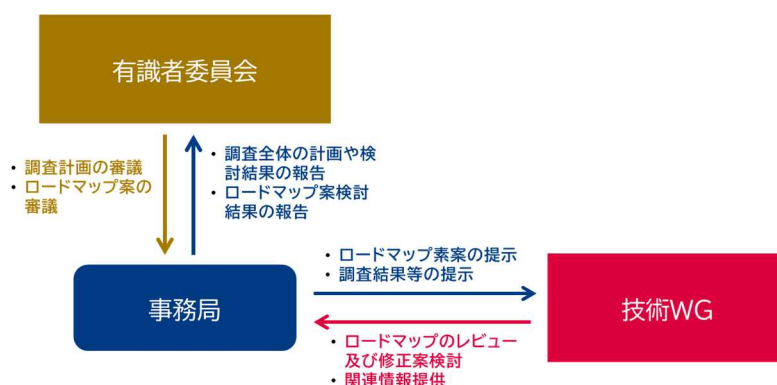 有識者委員会
• 調査計画の審議
• ロードマップ案の
審議
• 調査全体の計画や検
討結果の報告
• ロードマップ案検討
結果の報告
事務局
• ロードマップ素案の提示
• 調査結果等の提示
技術WG
• ロードマップのレビュー
及び修正案検討
• 関連情報提供